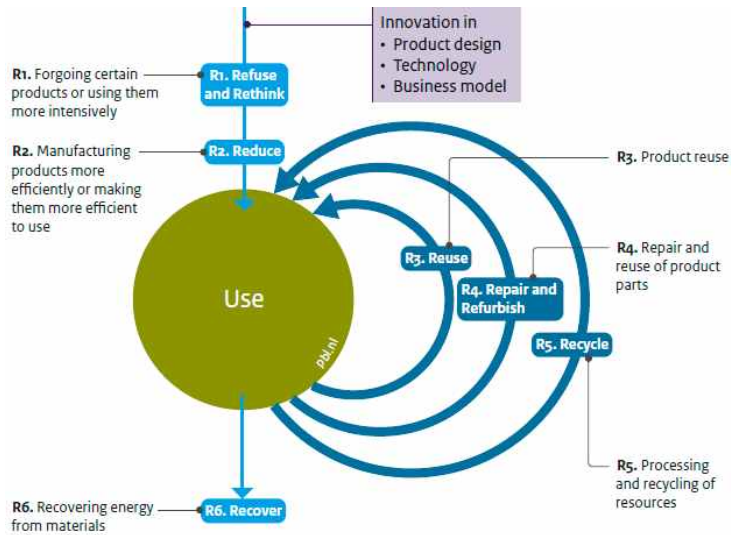 Innovation in
• Product design
• Technology
• Business model
R1. Forgoing certain
products or using them
more intensively
R1. Refuse
and Rethink
R2. Manufacturing
products more
efficiently or making
them more efficient
to use
R2. Reduce
R3. Product reuse
R3. Reuse
R4. Repair and
reuse of product
parts
R4. Repair and
Refurbish
Use
pbl.nl
R5. Recycle
R5. Processing
and recycling of
resources
R6. Recovering energy
from materials
R6. Recover